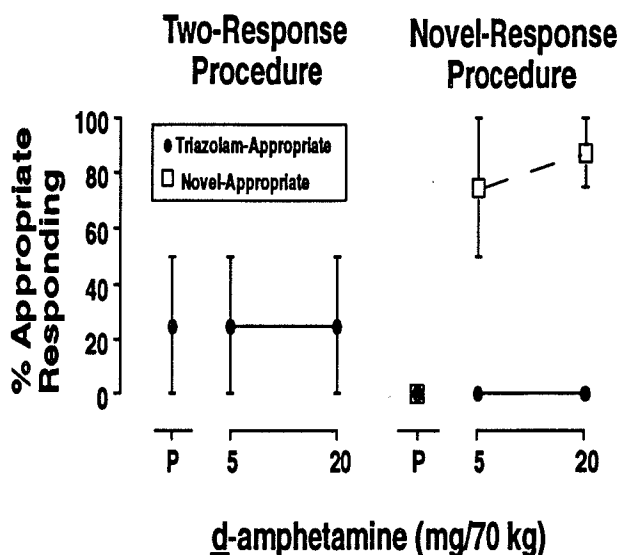 Two-Response
Procedure
Novel-Response
Procedure
% Appropriate
Responding
100
80
60
40
20
0
Triazolam-Appropriate
Novel-Appropriate
P
5
20
P
5
20
d-amphetamine (mg/70 kg)